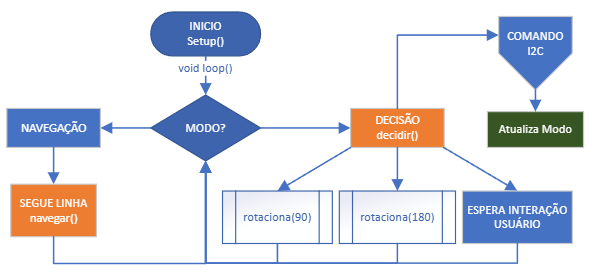 INICIO
Setup()
void loop()
COMANDO
I2C
NAVEGAÇÃO
MODO?
DECISÃO
decidir()
Atualiza Modo
SEGUE LINHA
navegar()
rotaciona(90)
rotaciona(180)
ESPERA INTERAÇÃO
USUÁRIO